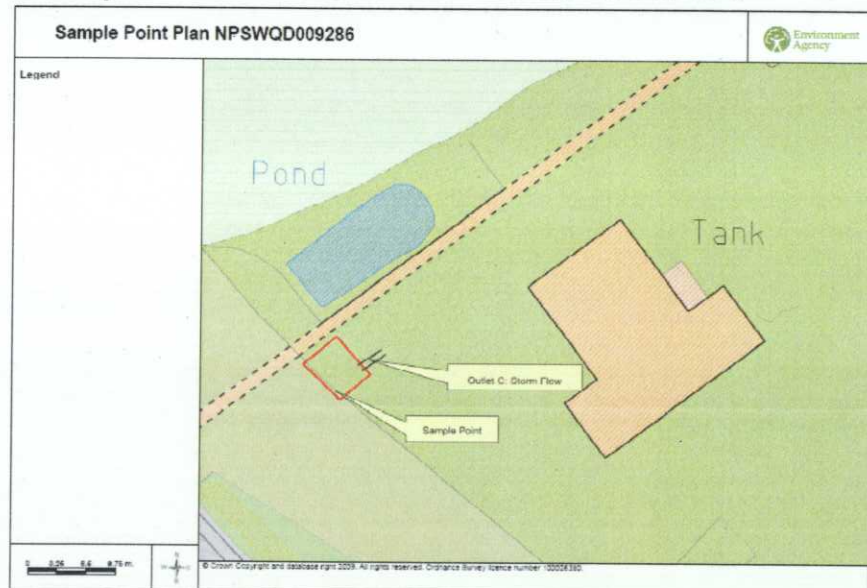 Sample Point Plan NPSWQD009286
Environment
Agency
Legend
Pond
Tank
Outlet C: Storm Flow
Sample Point
© Crown Copyright and database right 2009. All rights reserved. Ordnance Survey licence number 100026380.